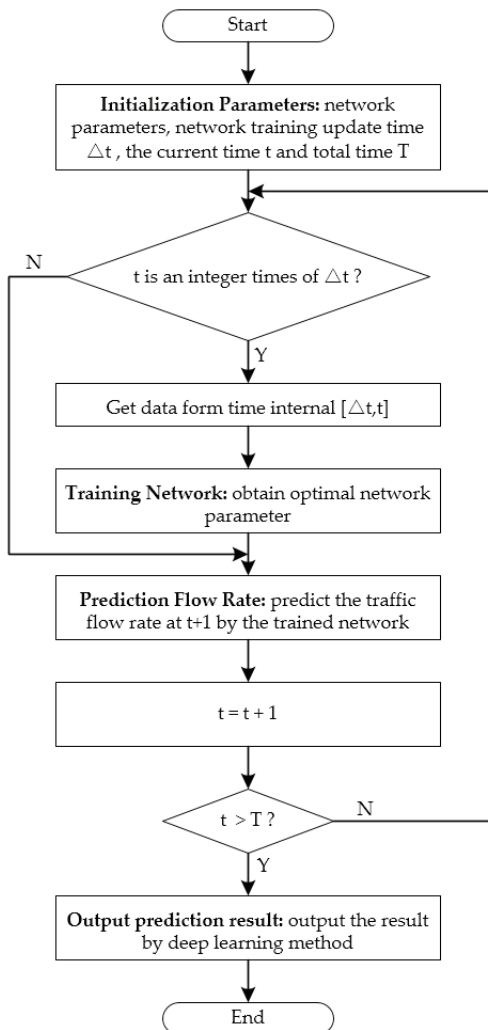 Start
Initialization Parameters: network
parameters, network training update time
△t , the current time t and total time T
N
t is an integer times of △t ?
Y
Get data form time internal [△t,t]
Training Network: obtain optimal network
parameter
Prediction Flow Rate: predict the traffic
flow rate at t+1 by the trained network
t = t + 1
t > T ?
N
Y
Output prediction result: output the result
by deep learning method
End